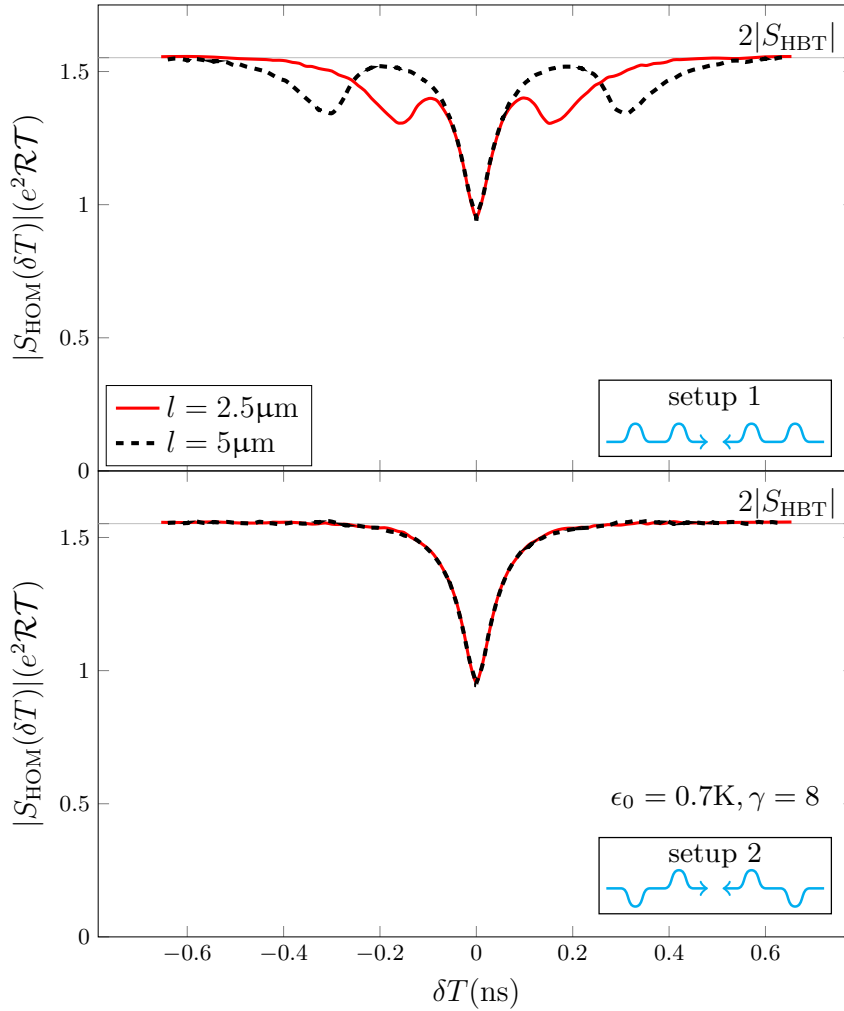 2|S_HBT|
1.5
1
0.5
0
|S_HOM(δT)|(e²ℛ𝒯)
l = 2.5µm
l = 5µm
setup 1
2|S_HBT|
1.5
1
0.5
0
|S_HOM(δT)|(e²ℛ𝒯)
ϵ₀ = 0.7K, γ = 8
setup 2
−0.6 −0.4 −0.2 0 0.2 0.4 0.6
δT(ns)